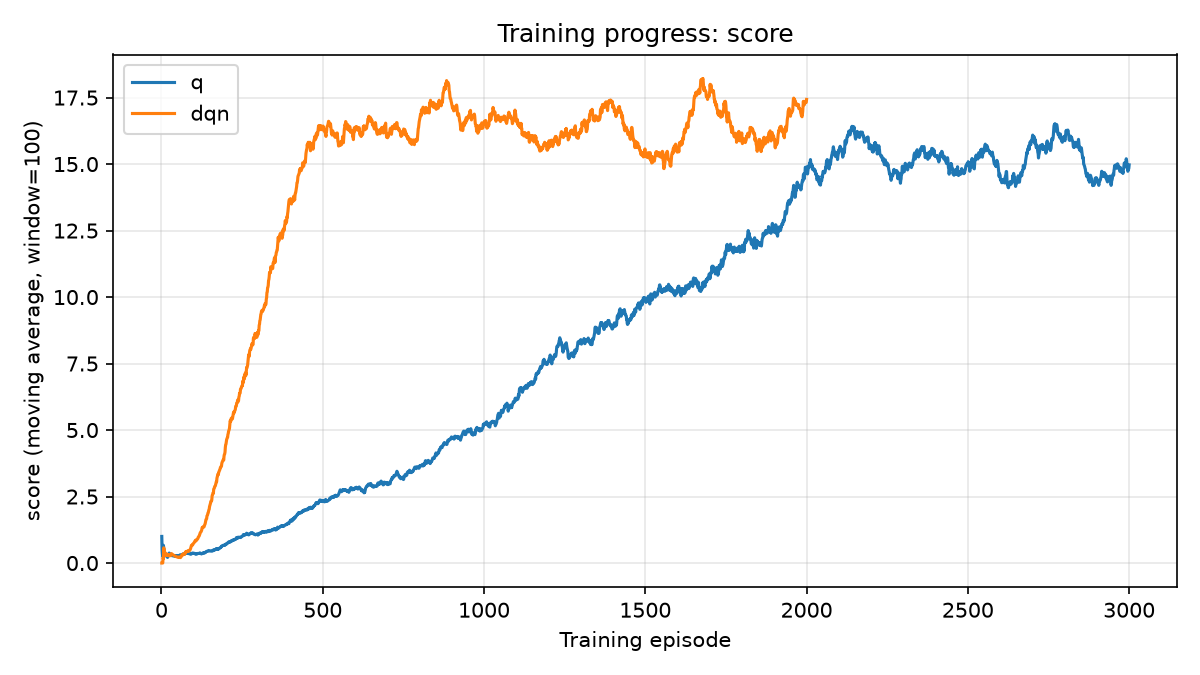 Training progress: score
q
dqn
score (moving average, window=100)
17.5
15.0
12.5
10.0
7.5
5.0
2.5
0.0
0 500 1000 1500 2000 2500 3000
Training episode